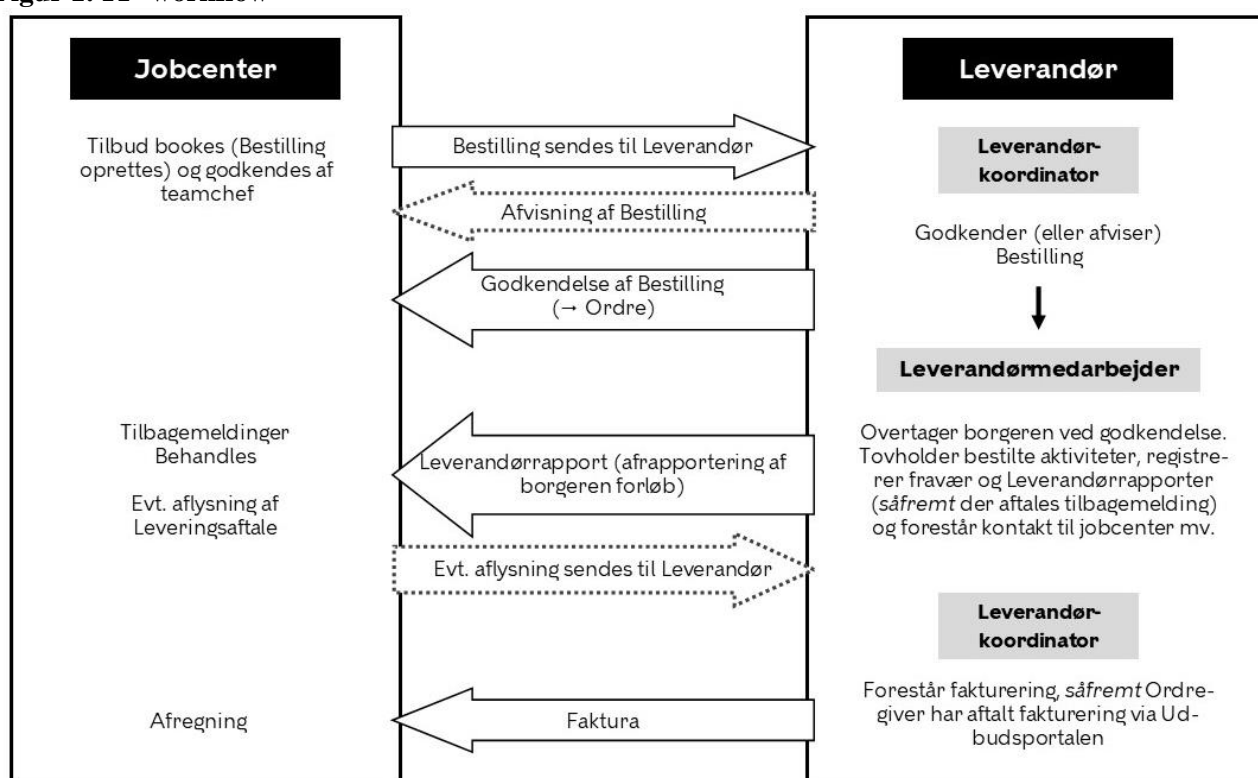 Jobcenter
Leverandør
Tilbud bookes (Bestilling
oprettes) og godkendes af
teamchef
Bestilling sendes til Leverandør
Leverandør-
koordinator
Afvisning af Bestilling
Godkender (eller afviser)
Bestilling
Godkendelse af Bestilling
(→ Ordre)
Leverandørmedarbejder
Tilbagemeldinger
Behandles
Evt. aflysning af
Leveringsaftale
Leverandørrapport (afrapportering af
borgeren forløb)
Overtager borgeren ved godkendelse.
Tovholder bestilte aktiviteter, registre-
rer fravær og Leverandørrapporter
(såfremt der aftales tilbagemelding)
og forestår kontakt til jobcenter mv.
Evt. aflysning sendes til Leverandør
Leverandør-
koordinator
Afregning
Faktura
Forestår fakturering, såfremt Ordre-
giver har aftalt fakturering via Ud-
budsportalen